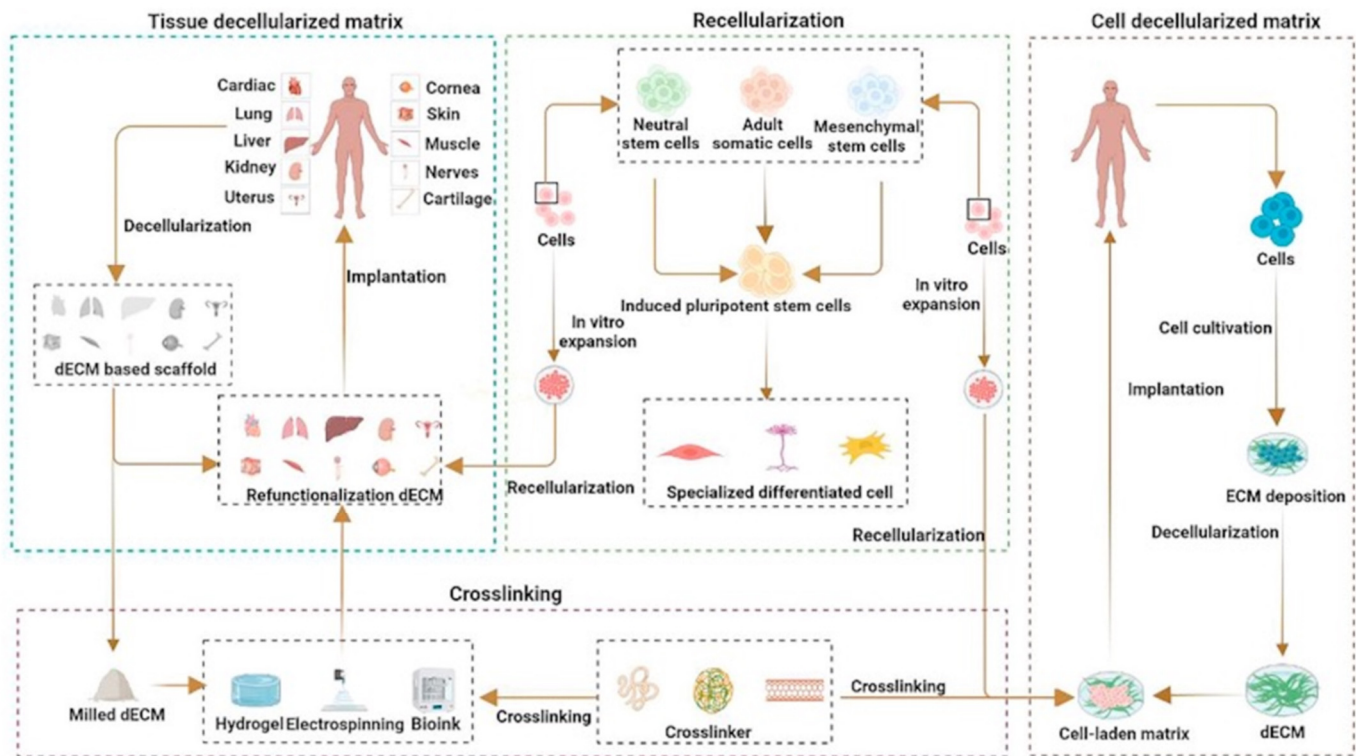 Tissue decellularized matrix
Cardiac
Lung
Liver
Kidney
Uterus
Cornea
Skin
Muscle
Nerves
Cartilage
Decellularization
Implantation
dECM based scaffold
Refunctionalization dECM
Recellularization
Neutral
stem cells
Adult
somatic cells
Mesenchymal
stem cells
Cells
Cells
Induced pluripotent stem cells
In vitro
expansion
In vitro
expansion
Specialized differentiated cell
Recellularization
Recellularization
Cell decellularized matrix
Cells
Cell cultivation
Implantation
ECM deposition
Decellularization
Cell-laden matrix
dECM
Crosslinking
Milled dECM
Hydrogel
Electrospinning
Bioink
Crosslinking
Crosslinker
Crosslinking